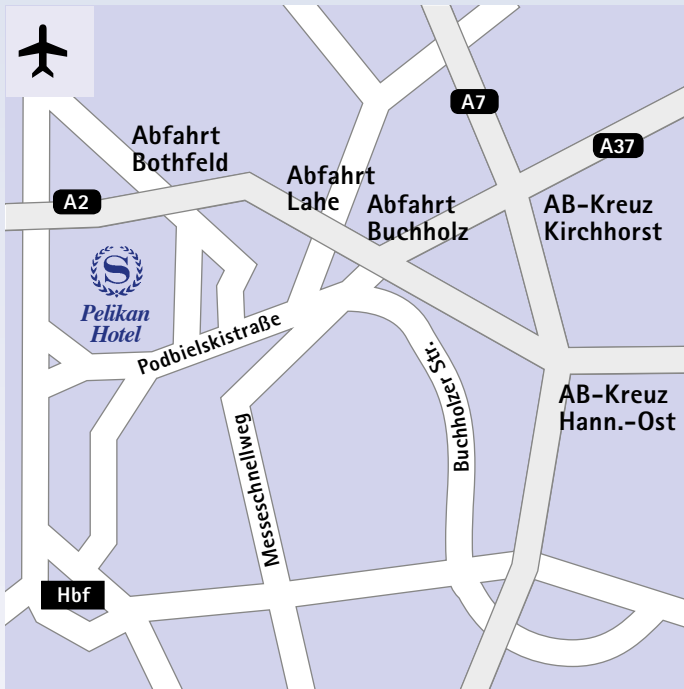 A7
A37
Abfahrt
Bothfeld
Abfahrt
Lahe
A2
Abfahrt
Buchholz
AB-Kreuz
Kirchhorst
S
Pelikan
Hotel
Podbielskistraße
Buchholzer Str.
AB-Kreuz
Hann.-Ost
Messeschnellweg
Hbf